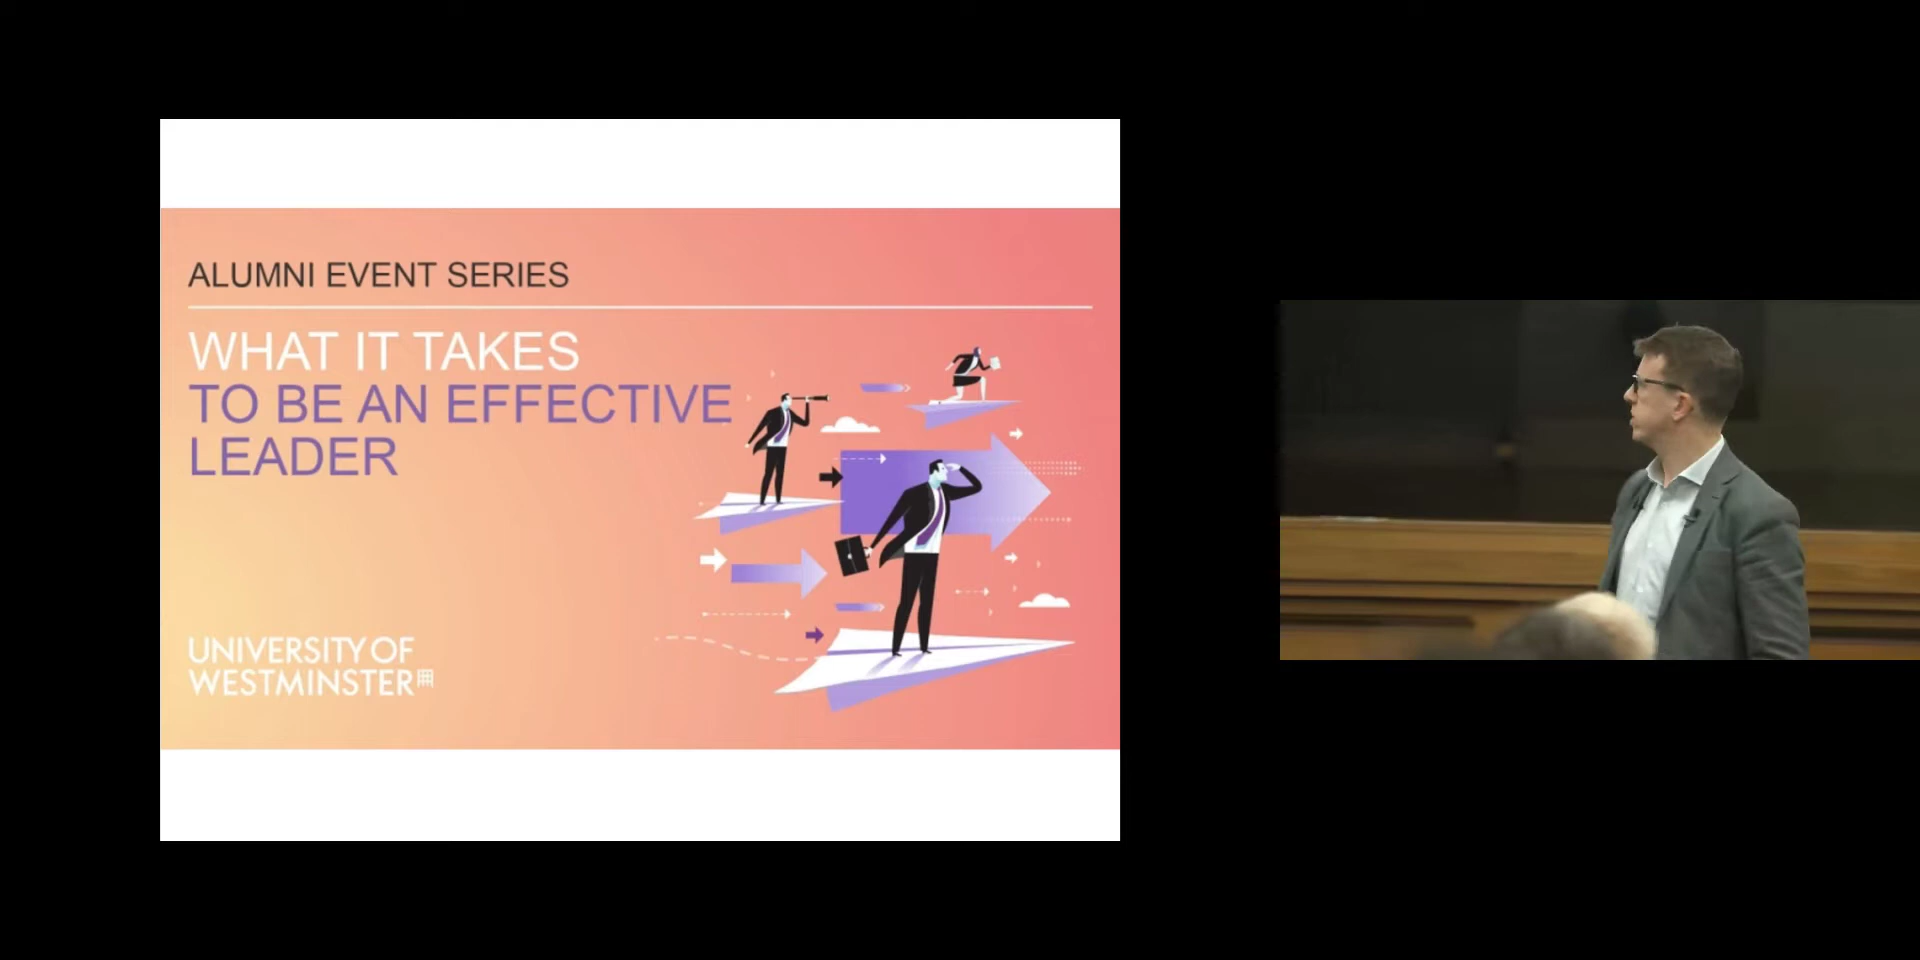 ALUMNI EVENT SERIES
WHAT IT TAKES
TO BE AN EFFECTIVE
LEADER
UNIVERSITY OF
WESTMINSTER